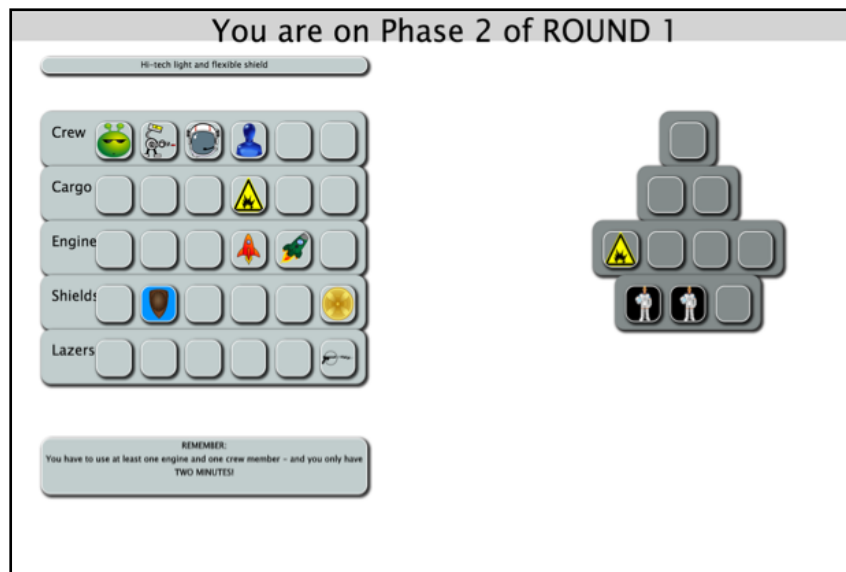 You are on Phase 2 of ROUND 1
Hi-tech light and flexible shield
Crew
Cargo
Engine
Shields
Lazers
REMEMBER:
You have to use at least one engine and one crew member - and you only have
TWO MINUTES!